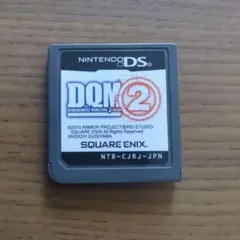 NINTENDO DS
DQM 2
©2010 ARMOR PROJECT/BIRD STUDIO/
SQUARE ENIX All Rights Reserved.
©KOICHI SUGIYAMA
SQUARE ENIX.
NTR-CJRJ-JPN